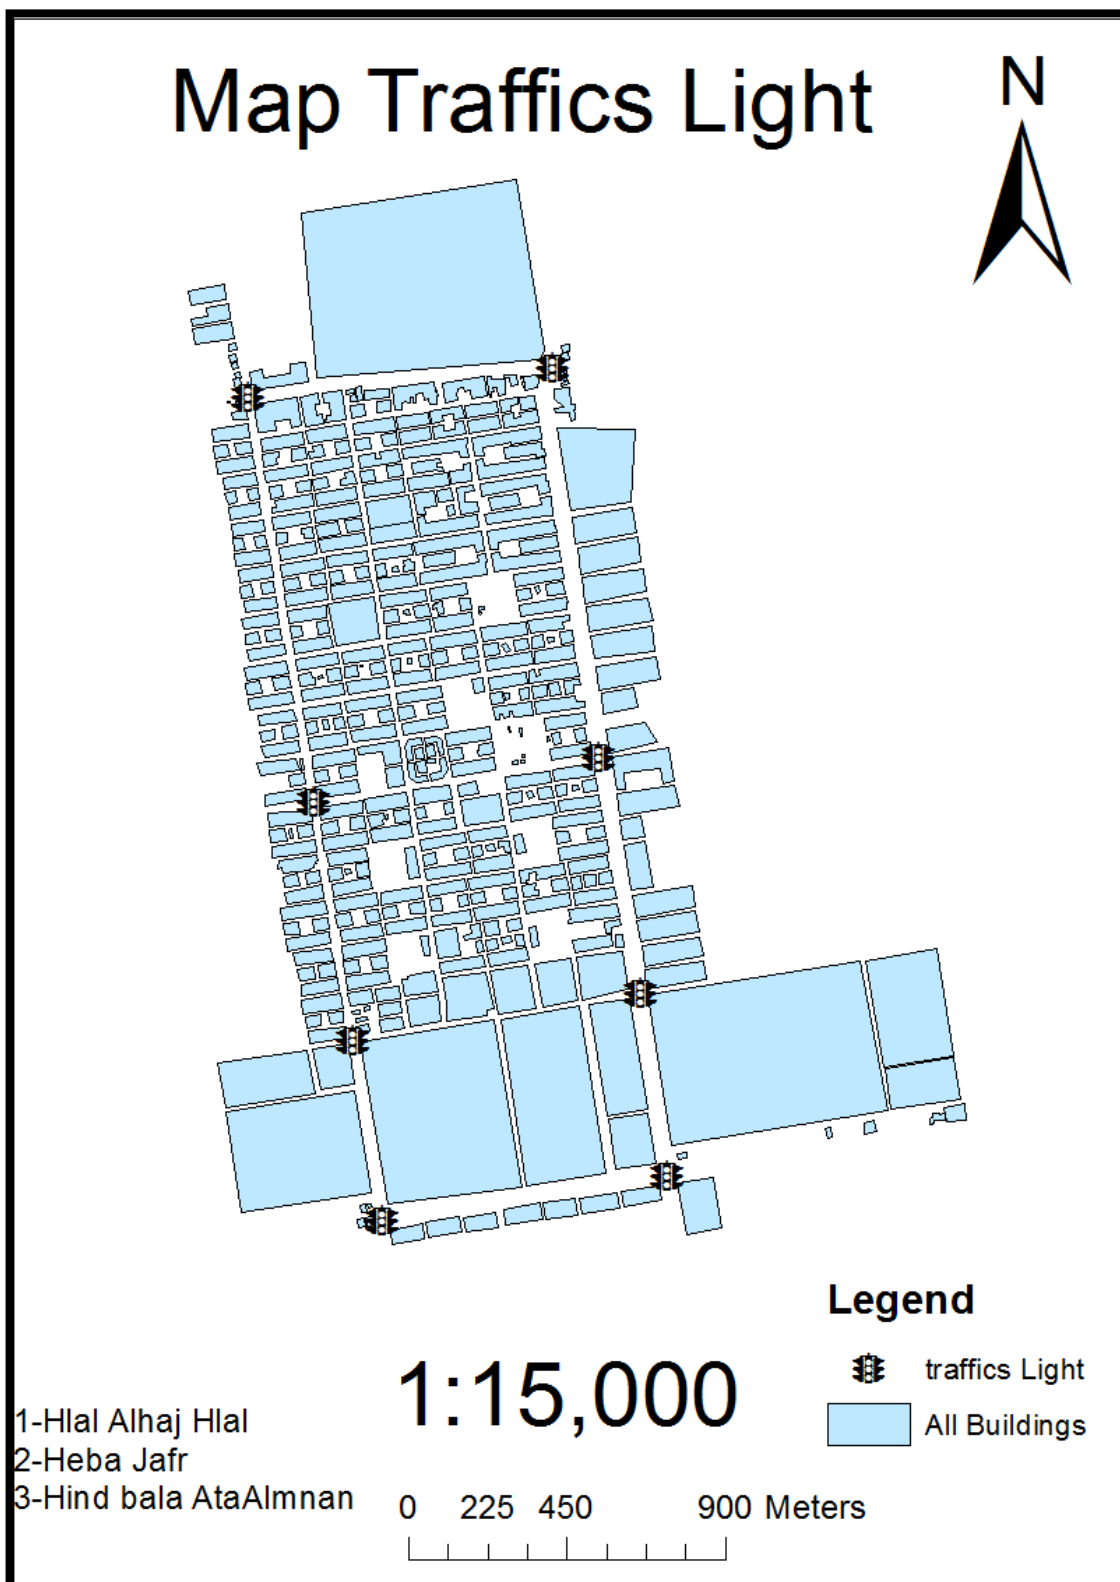 Map Traffics Light
N
Legend
traffics Light
All Buildings
1:15,000
1-Hlal Alhaj Hlal
2-Heba Jafr
3-Hind bala AtaAlmnan
0 225 450 900 Meters